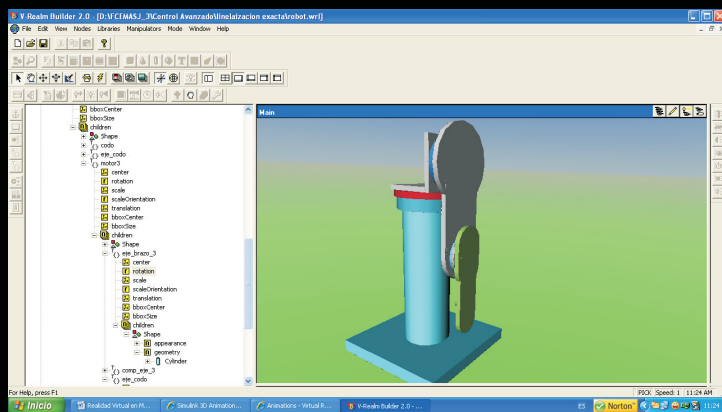 V-Realm Builder 2.0 - [D:\FCEMASJ_3\Control Avanzado\linelaizacion exacta\robot.wrl]
File Edit View Nodes Libraries Manipulators Mode Navigation Help
bboxCenter
bboxSize
children
Shape
codo
eje_codo
motor3
center
rotation
scale
scaleOrientation
translation
bboxCenter
bboxSize
children
Shape
eje_brazo_3
center
rotation
scale
scaleOrientation
translation
bboxCenter
bboxSize
children
Shape
appearance
geometry
Cylinder
comp_eje_3
eje_codo
Main
For Help, press F1
PICK Speed: 1 11:24 AM
Inicio Realidad Virtual en M... Simulink 3D Animation... Animations - Virtual R... V-Realm Builder 2.0 - ... ES Norton 11:24